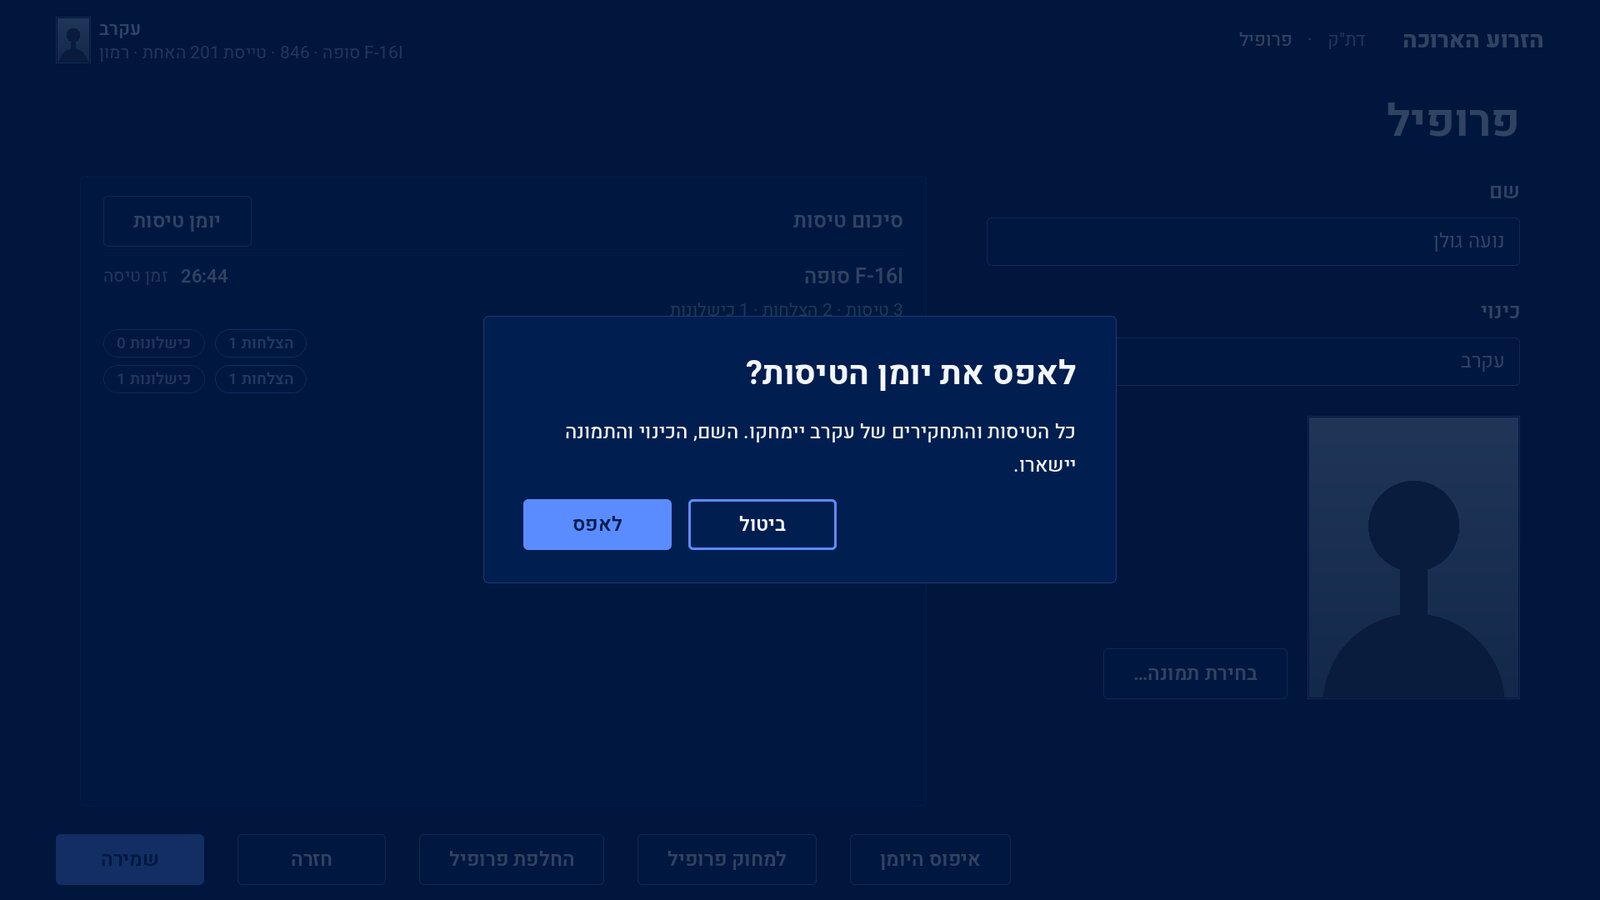 הזרוע הארוכה
דת"ק · פרופיל
עקרב
F-16I סופה · 846 · טייסת 201 האחת · רמון
פרופיל
שם
נועה גולן
כינוי
עקרב
בחירת תמונה...
סיכום טיסות
יומן טיסות
F-16I סופה
26:44 זמן טיסה
3 טיסות · 2 הצלחות · 1 כישלונות
הצלחות 1
כישלונות 0
הצלחות 1
כישלונות 1
לאפס את יומן הטיסות?
כל הטיסות והתחקירים של עקרב יימחקו. השם, הכינוי והתמונה
יישארו.
ביטול
לאפס
איפוס היומן
למחוק פרופיל
החלפת פרופיל
חזרה
שמירה